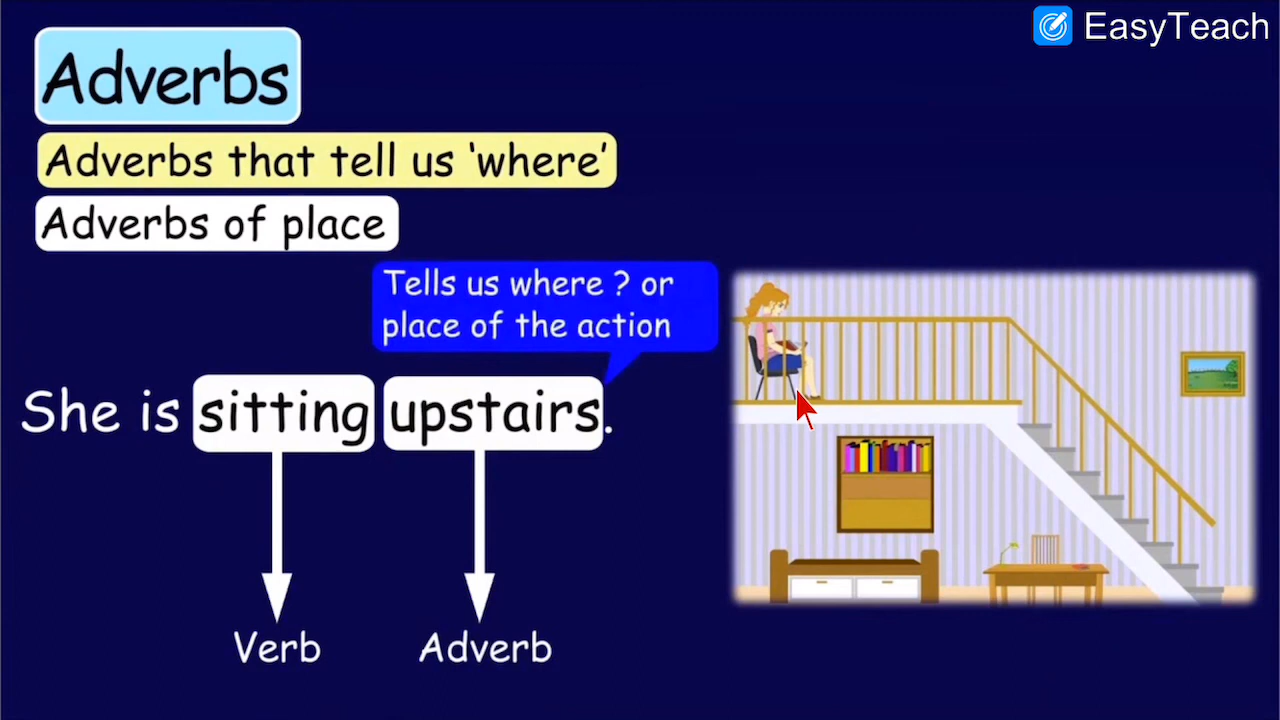 EasyTeach
Adverbs
Adverbs that tell us ‘where’
Adverbs of place
Tells us where ? or
place of the action
She is sitting upstairs.
Verb Adverb